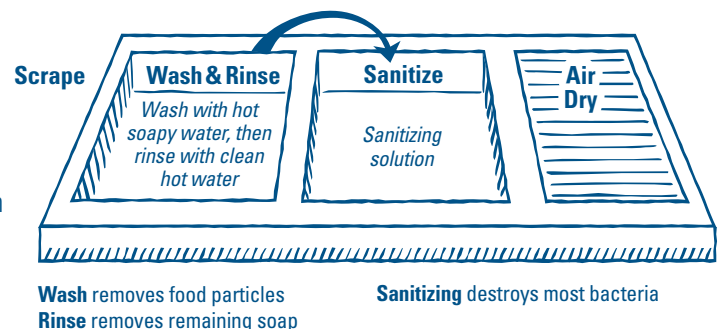 Scrape
Wash & Rinse
Wash with hot
soapy water, then
rinse with clean
hot water
Sanitize
Sanitizing
solution
Air
Dry
Wash removes food particles
Rinse removes remaining soap
Sanitizing destroys most bacteria